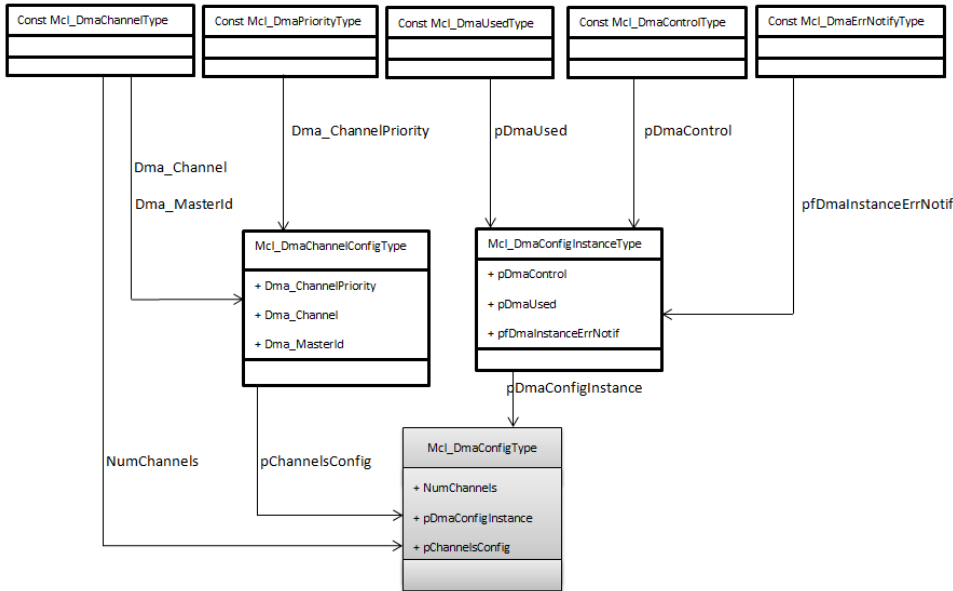 Const Mcl_DmaChannelType
Const Mcl_DmaPriorityType
Const Mcl_DmaUsedType
Const Mcl_DmaControlType
Const Mcl_DmaErrNotifyType
Dma_ChannelPriority
pDmaUsed
pDmaControl
Dma_Channel
Dma_MasterId
pfDmaInstanceErrNotif
Mcl_DmaChannelConfigType
+ Dma_ChannelPriority
+ Dma_Channel
+ Dma_MasterId
Mcl_DmaConfigInstanceType
+ pDmaControl
+ pDmaUsed
+ pfDmaInstanceErrNotif
pDmaConfigInstance
NumChannels
pChannelsConfig
Mcl_DmaConfigType
+ NumChannels
+ pDmaConfigInstance
+ pChannelsConfig